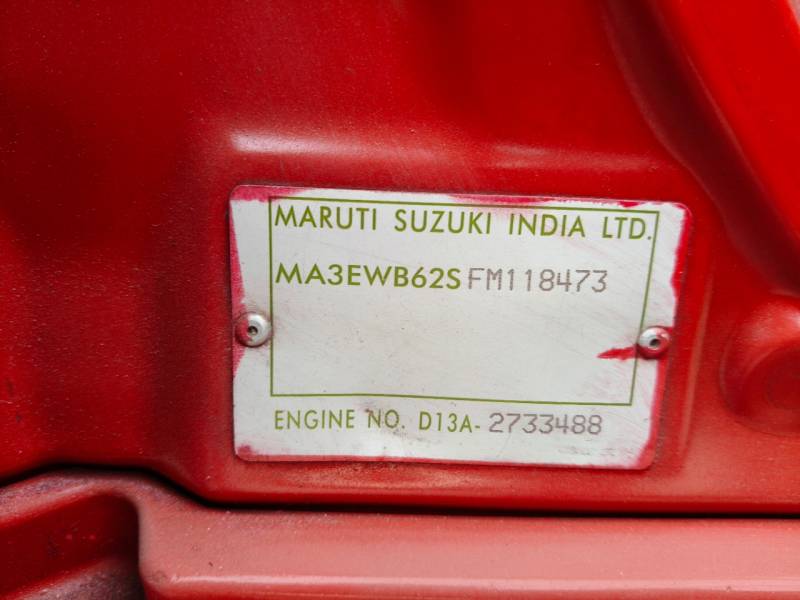 MARUTI SUZUKI INDIA LTD.
MA3EWB62SFM118473
ENGINE NO. D13A-2733488